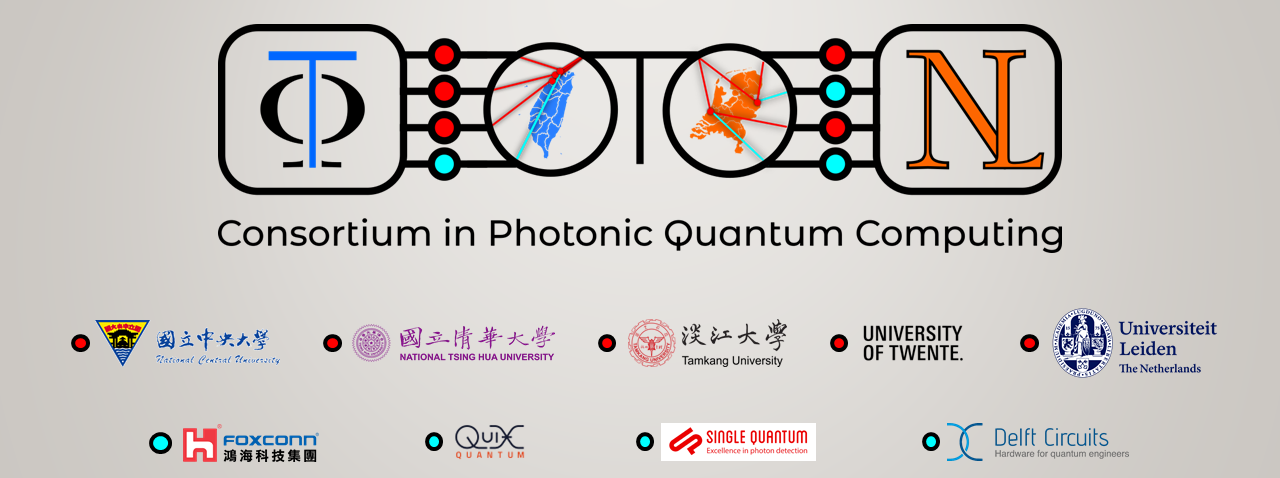 TΦ
NL
Consortium in Photonic Quantum Computing
國立中央大學
National Central University
國立清華大學
NATIONAL TSING HUA UNIVERSITY
淡江大學
Tamkang University
UNIVERSITY
OF TWENTE.
Universiteit
Leiden
The Netherlands
FOXCONN®
鴻海科技集團
QuiX
QUANTUM
SINGLE QUANTUM
Excellence in photon detection
Delft Circuits
Hardware for quantum engineers